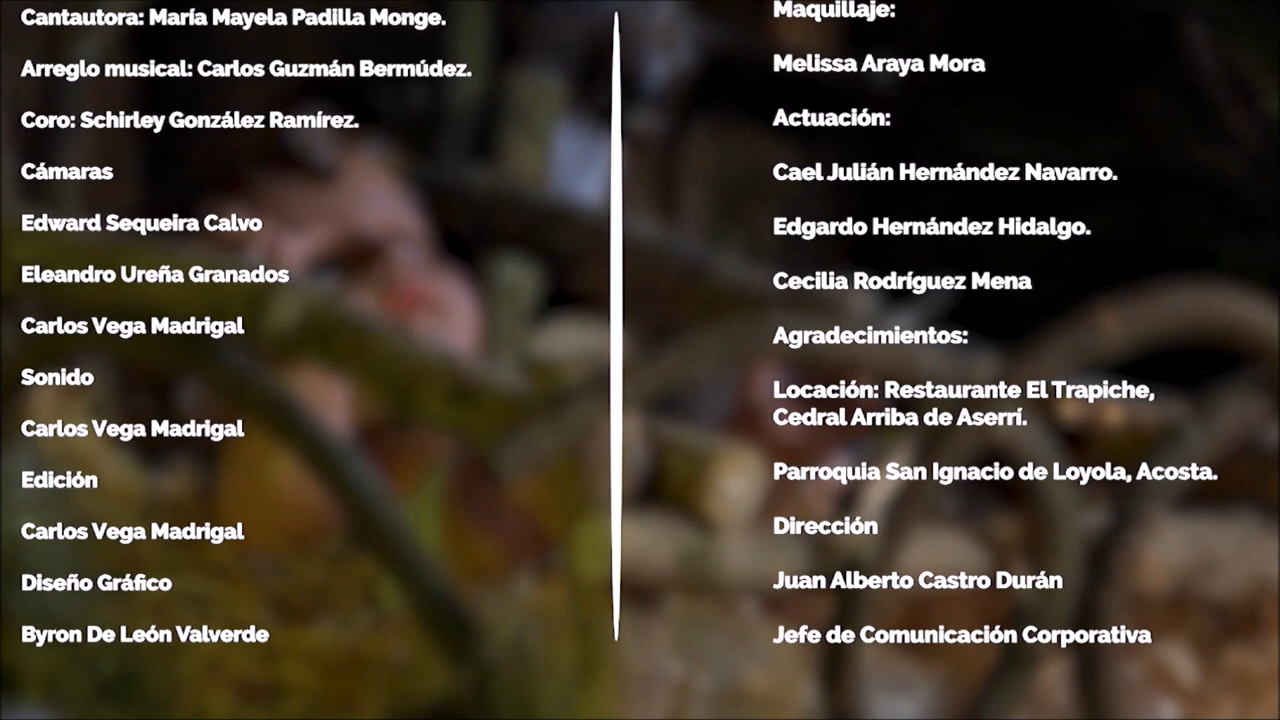 Cantautora: María Mayela Padilla Monge.
Arreglo musical: Carlos Guzmán Bermúdez.
Coro: Schirley González Ramírez.
Cámaras
Edward Sequeira Calvo
Eleandro Ureña Granados
Carlos Vega Madrigal
Sonido
Carlos Vega Madrigal
Edición
Carlos Vega Madrigal
Diseño Gráfico
Byron De León Valverde
Maquillaje:
Melissa Araya Mora
Actuación:
Cael Julián Hernández Navarro.
Edgardo Hernández Hidalgo.
Cecilia Rodríguez Mena
Agradecimientos:
Locación: Restaurante El Trapiche,
Cedral Arriba de Aserrí.
Parroquia San Ignacio de Loyola, Acosta.
Dirección
Juan Alberto Castro Durán
Jefe de Comunicación Corporativa